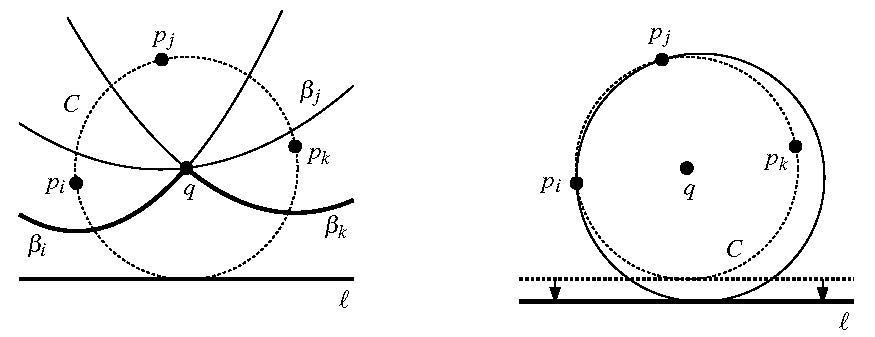 p_j
C
β_j
p_k
p_i
q
β_i
β_k
ℓ
p_j
p_i
p_k
q
C
ℓ